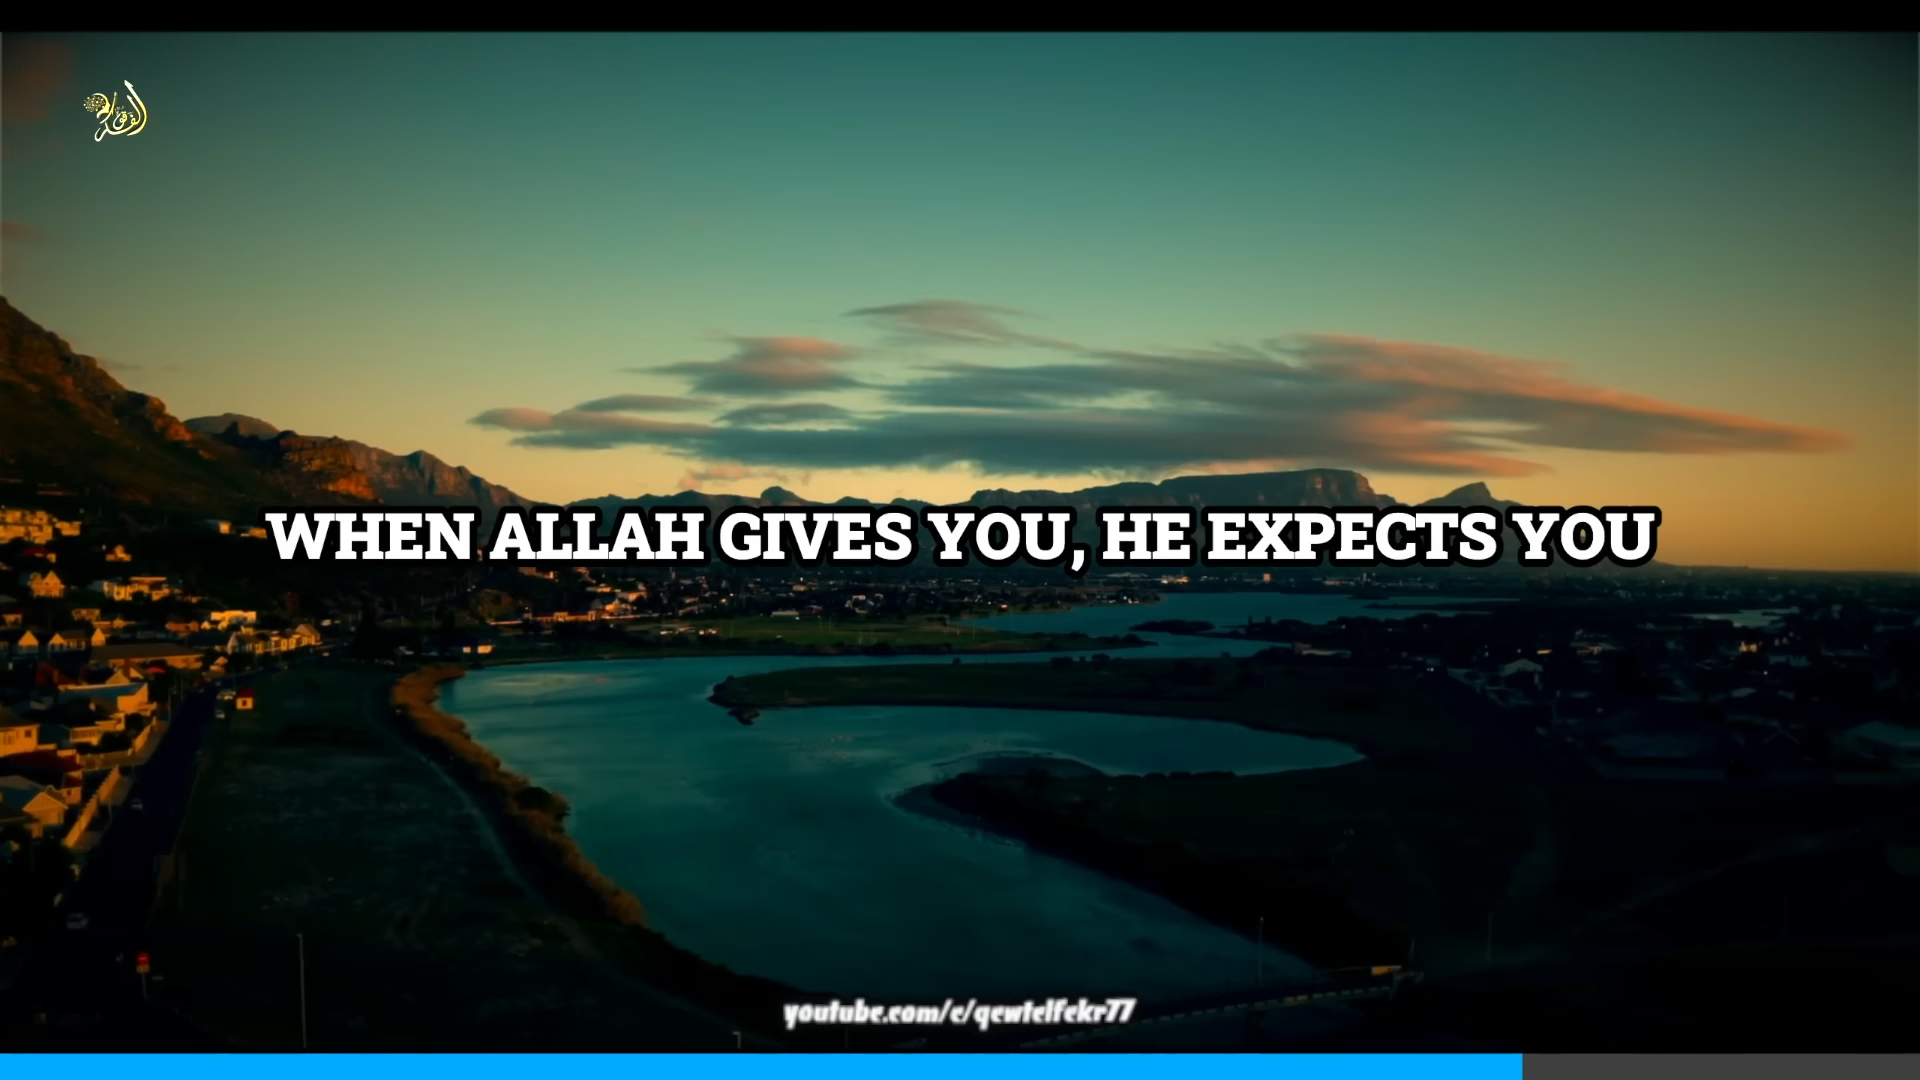 WHEN ALLAH GIVES YOU, HE EXPECTS YOU
youtube.com/c/qewtelfekr77